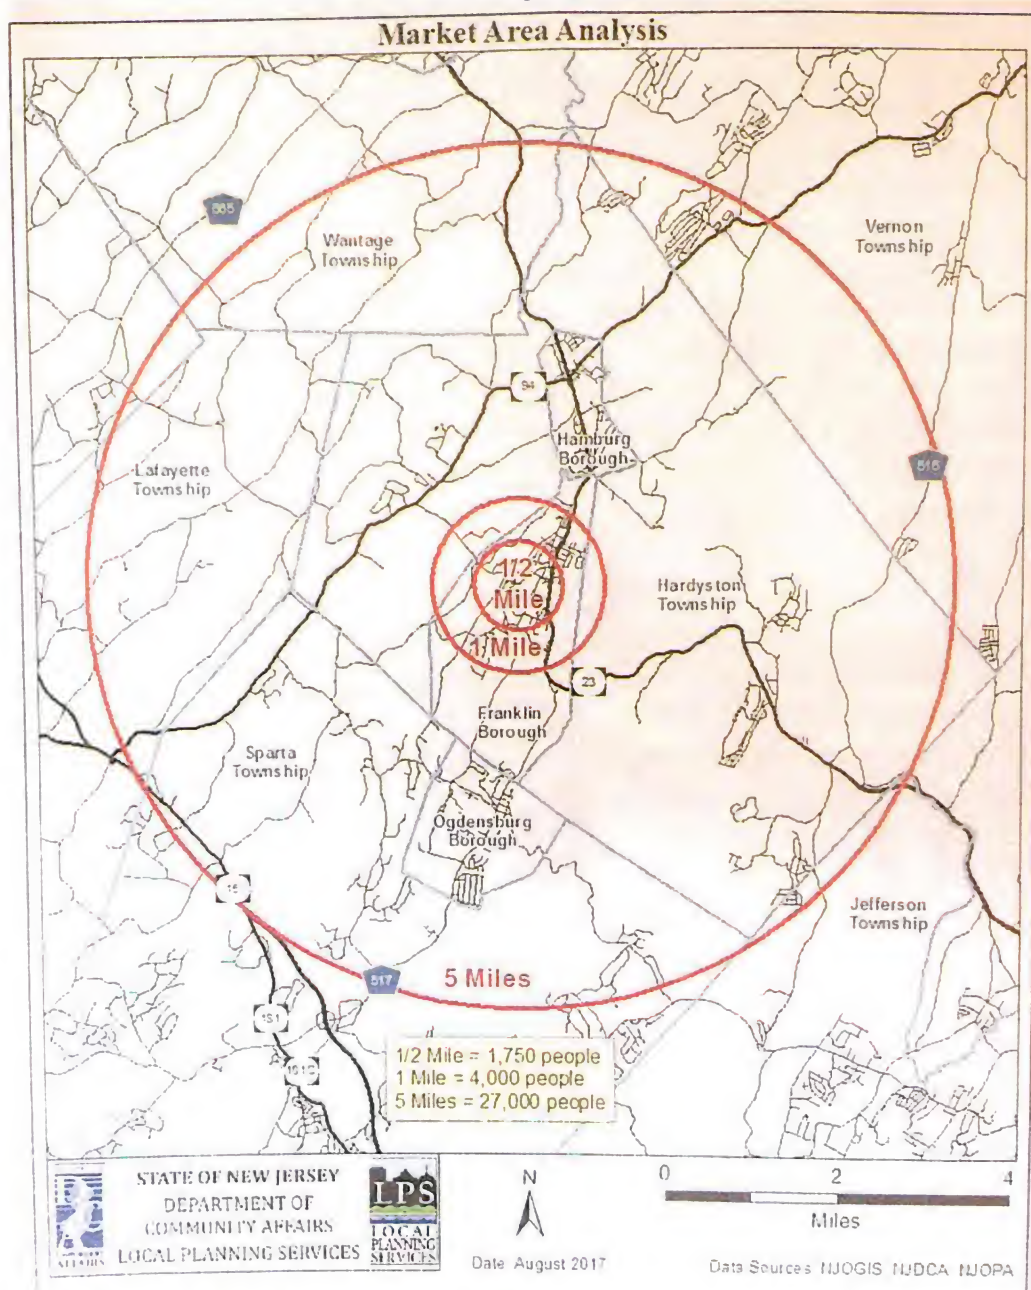 Market Area Analysis
565
Wantage
Township
Vernon
Township
94
Hamburg
Borough
Lafayette
Township
515
1/2
Mile
Hardyston
Township
1 Mile
23
Franklin
Borough
Sparta
Township
Ogdensburg
Borough
15
Jefferson
Township
517
5 Miles
181
1/2 Mile = 1,750 people
1 Mile = 4,000 people
5 Miles = 27,000 people
STATE OF NEW JERSEY
DEPARTMENT OF
COMMUNITY AFFAIRS
LOCAL PLANNING SERVICES
AFFAIRS
LPS
LOCAL
PLANNING
SERVICES
N
Date August 2017
0 2 4
Miles
Data Sources NJOGIS NJDCA NJOPA